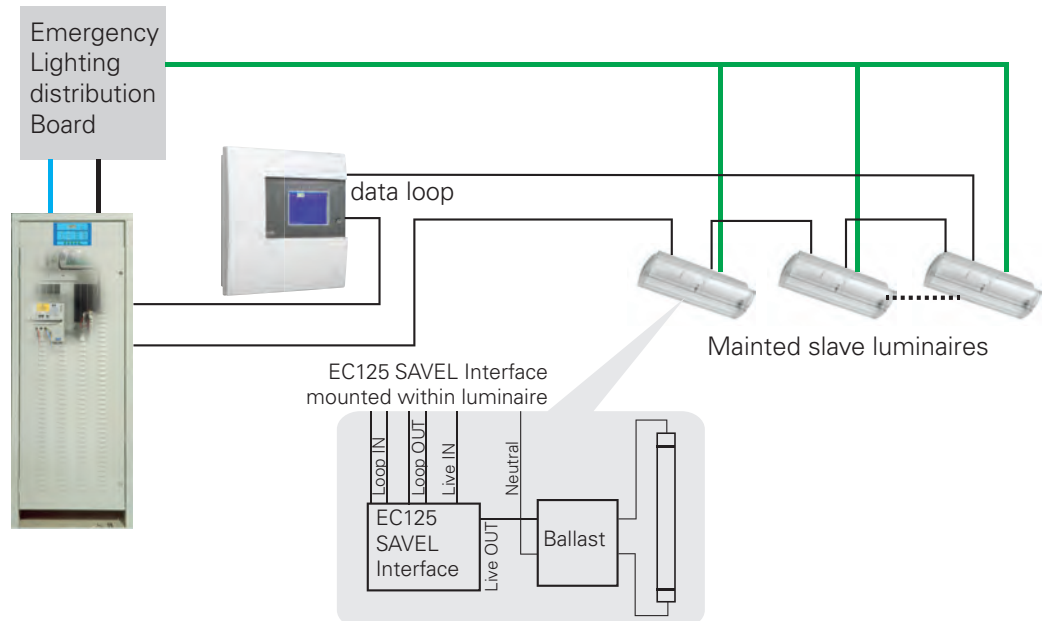 Emergency
Lighting
distribution
Board
data loop
Mainted slave luminaires
EC125 SAVEL Interface
mounted within luminaire
Loop IN
Loop OUT
Live IN
Neutral
EC125
SAVEL
Interface
Live OUT
Ballast